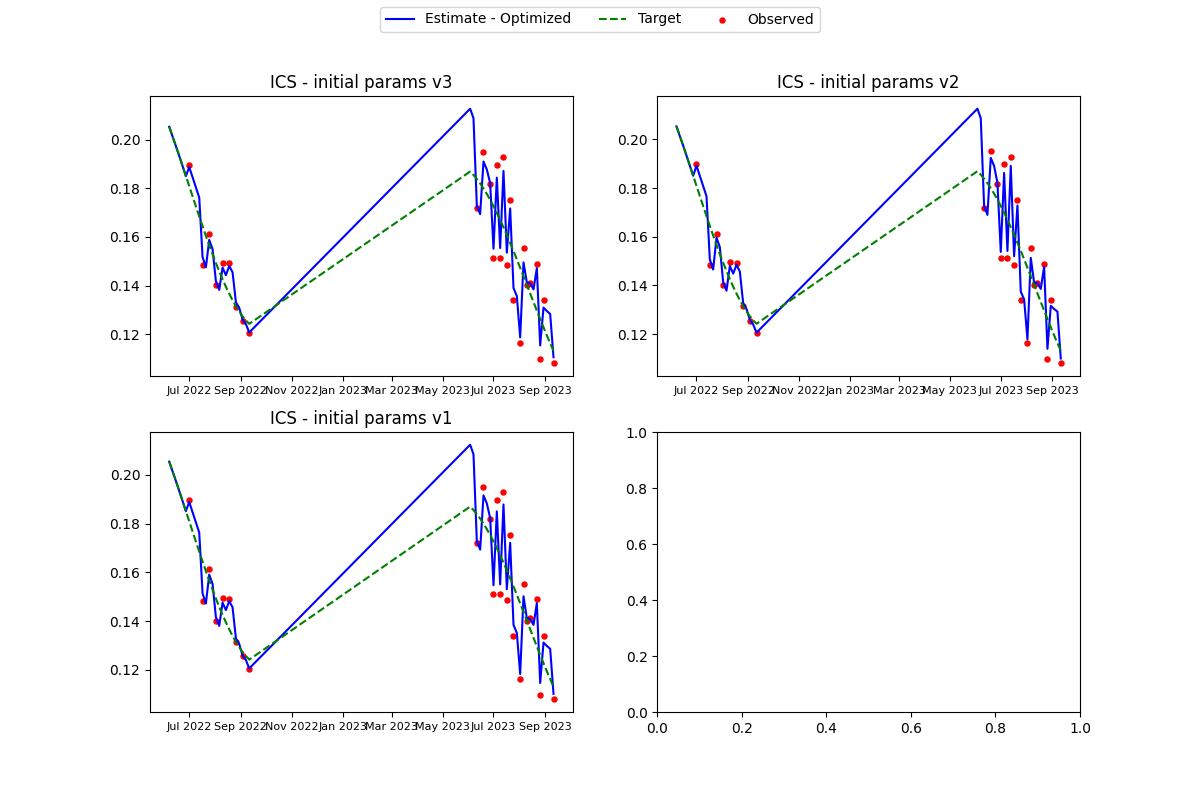 Estimate - Optimized Target Observed
ICS - initial params v3
0.20
0.18
0.16
0.14
0.12
Jul 2022 Sep 2022 Nov 2022 Jan 2023 Mar 2023 May 2023 Jul 2023 Sep 2023
ICS - initial params v2
0.20
0.18
0.16
0.14
0.12
Jul 2022 Sep 2022 Nov 2022 Jan 2023 Mar 2023 May 2023 Jul 2023 Sep 2023
ICS - initial params v1
0.20
0.18
0.16
0.14
0.12
Jul 2022 Sep 2022 Nov 2022 Jan 2023 Mar 2023 May 2023 Jul 2023 Sep 2023
1.0
0.8
0.6
0.4
0.2
0.0
0.0 0.2 0.4 0.6 0.8 1.0